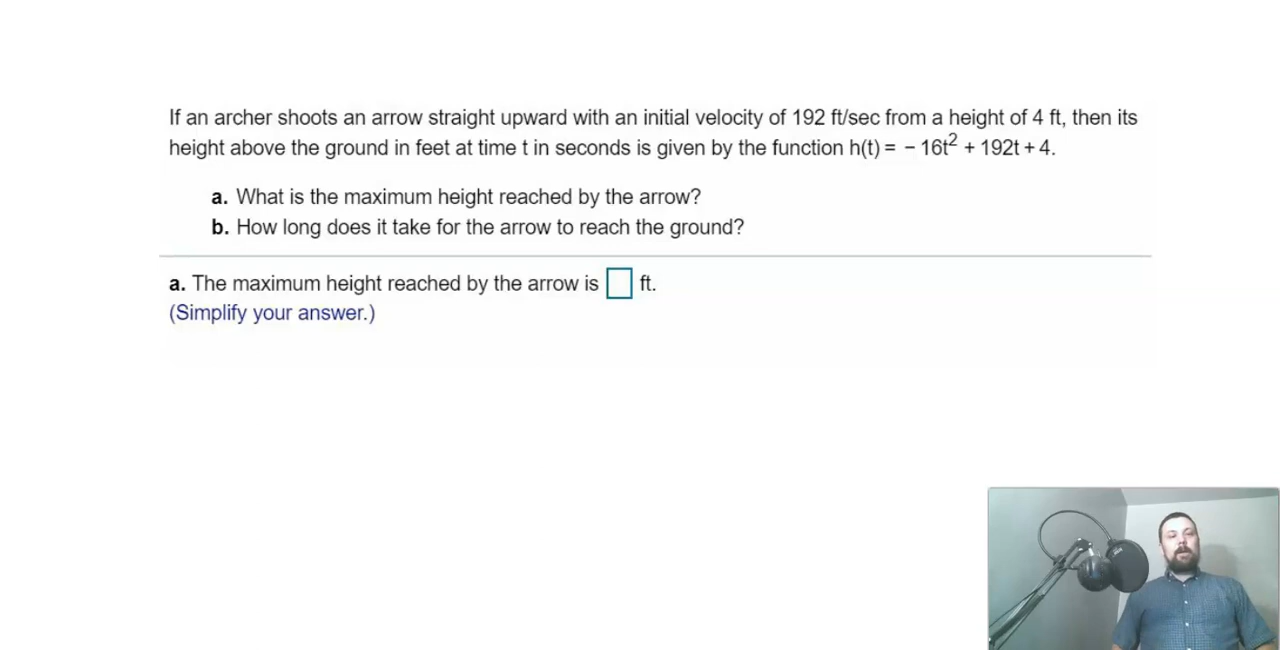 If an archer shoots an arrow straight upward with an initial velocity of 192 ft/sec from a height of 4 ft, then its
height above the ground in feet at time t in seconds is given by the function h(t) = − 16t² + 192t + 4.
a. What is the maximum height reached by the arrow?
b. How long does it take for the arrow to reach the ground?
a. The maximum height reached by the arrow is ft.
(Simplify your answer.)